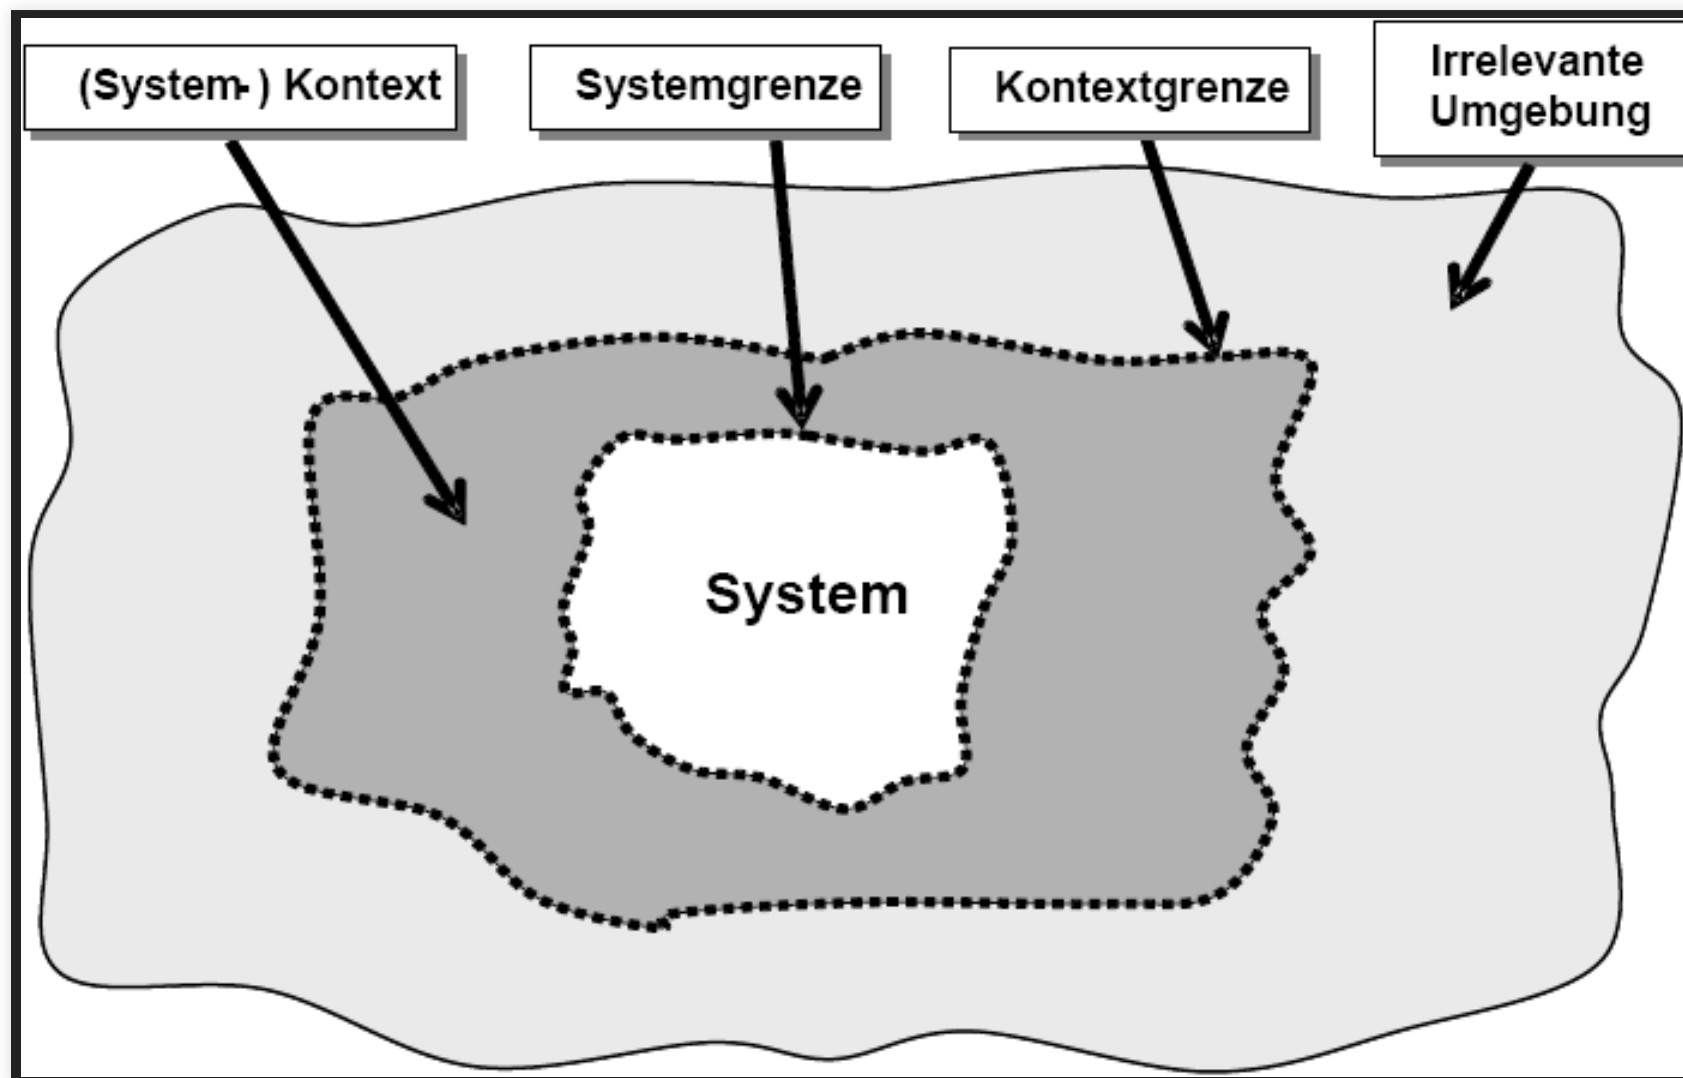 (System-) Kontext
Systemgrenze
Kontextgrenze
Irrelevante
Umgebung
System